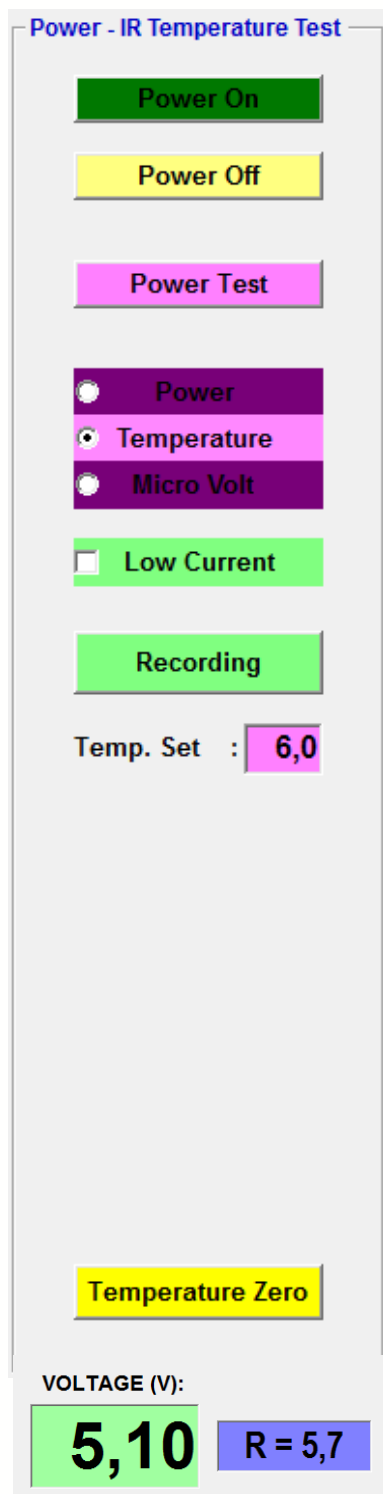 Power - IR Temperature Test
Power On
Power Off
Power Test
Power
Temperature
Micro Volt
Low Current
Recording
Temp. Set : 6,0
Temperature Zero
VOLTAGE (V):
5,10 R = 5,7